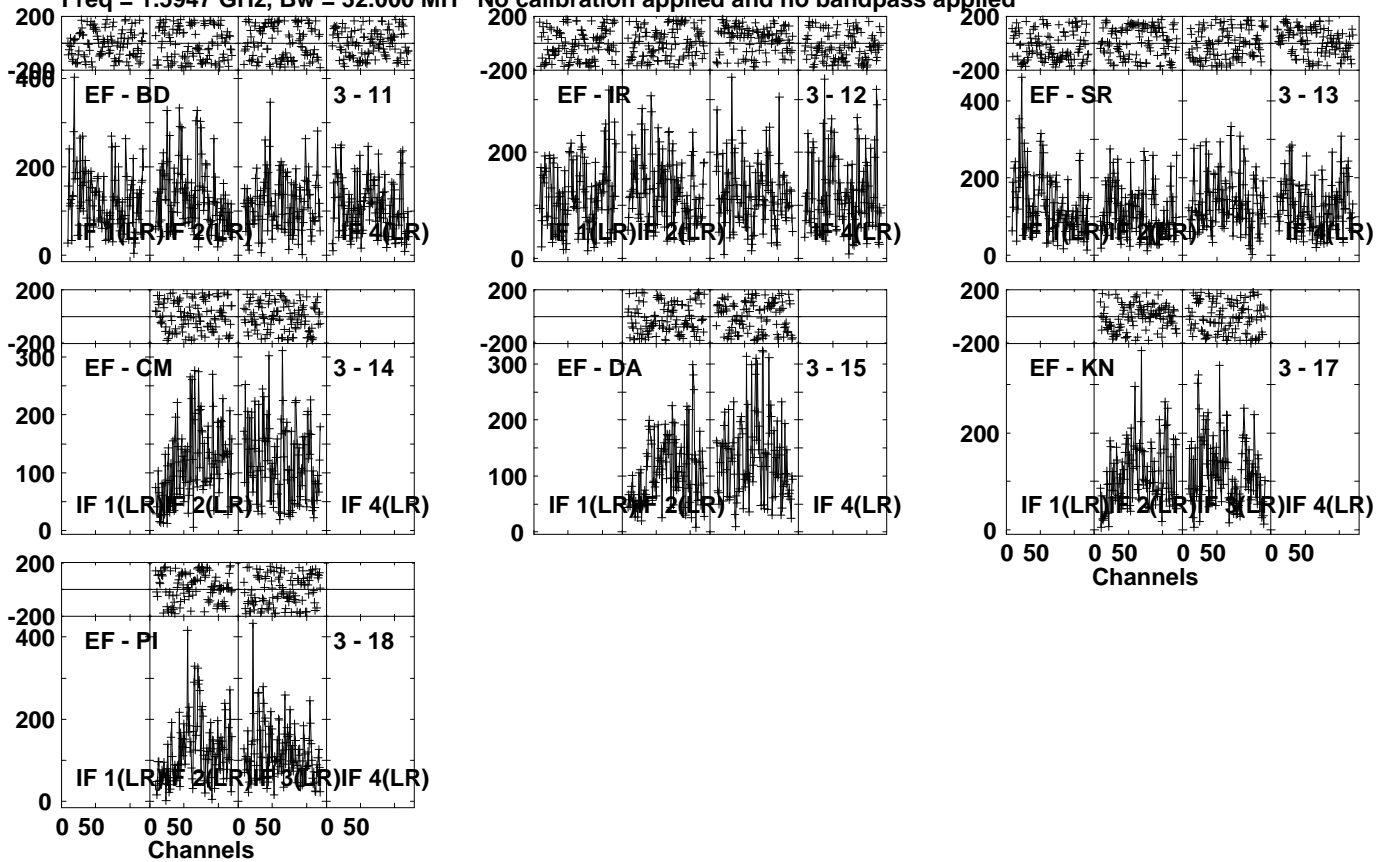 Freq = 1.5947 GHz, Bw = 32.000 MH No calibration applied and no bandpass applied
200 200 200
-200 -200 -200
400 EF - BD 3 - 11 EF - IR 3 - 12 400 EF - SR 3 - 13
200 200 200
IF 1(LR) IF 2(LR) IF 4(LR) IF 1(LR) IF 2(LR) IF 4(LR) IF 1(LR) IF 2(LR) IF 4(LR)
0 0 0
200 200 200
-200 -200 -200
300 EF - CM 3 - 14 300 EF - DA 3 - 15 EF - KN 3 - 17
200 200 200
100 100
IF 1(LR) IF 2(LR) IF 4(LR) IF 1(LR) IF 2(LR) IF 4(LR) IF 1(LR) IF 2(LR) IF 3(LR) IF 4(LR)
0 0 0
0 50 0 50 0 50 0 50
Channels
200
-200
400 EF - PI 3 - 18
200
IF 1(LR) IF 2(LR) IF 3(LR) IF 4(LR)
0
0 50 0 50 0 50 0 50
Channels